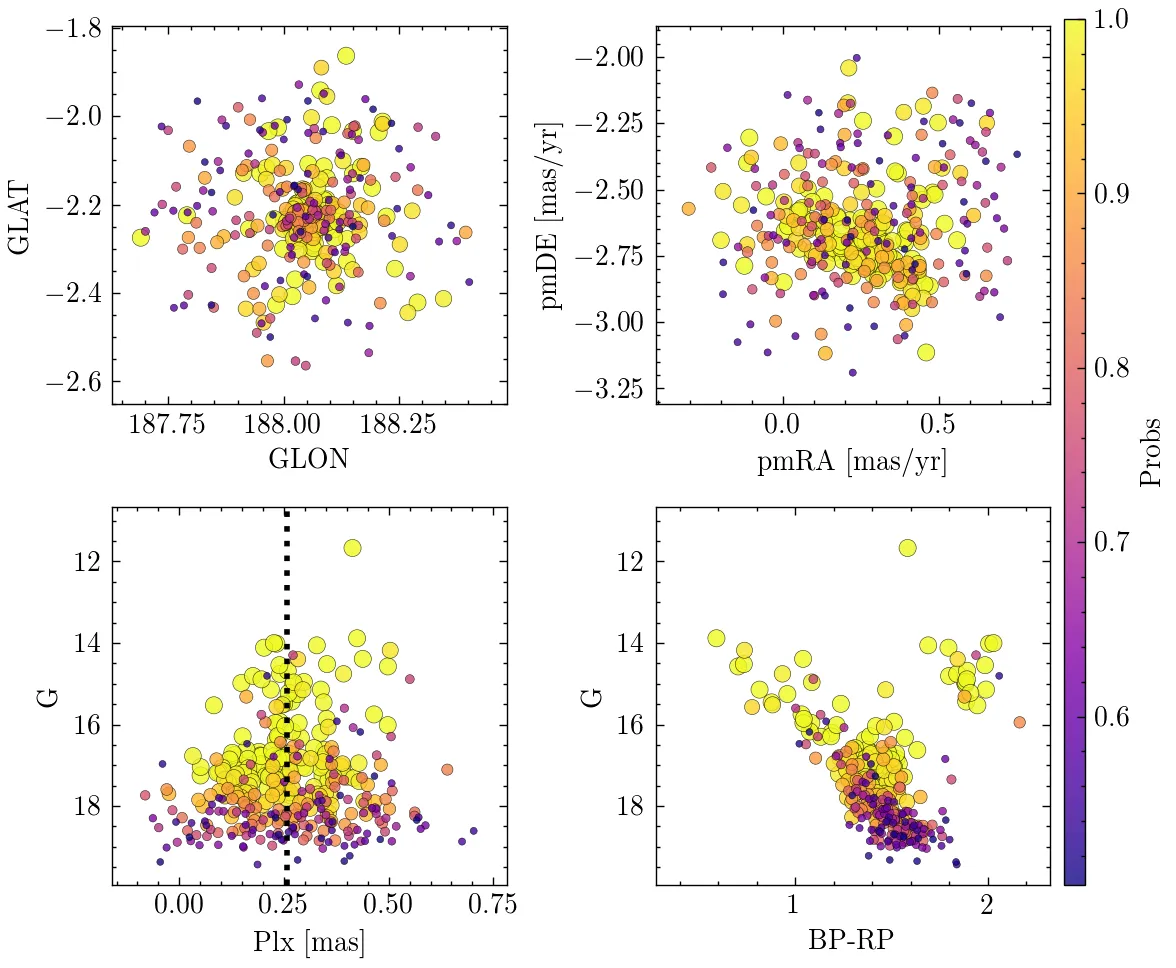 −1.8
−2.0
−2.2
−2.4
−2.6
GLAT
187.75 188.00 188.25
GLON
−2.00
−2.25
−2.50
−2.75
−3.00
−3.25
pmDE [mas/yr]
0.0 0.5
pmRA [mas/yr]
12
14
16
18
G
0.00 0.25 0.50 0.75
Plx [mas]
12
14
16
18
G
1 2
BP-RP
1.0
0.9
0.8
0.7
0.6
Probs